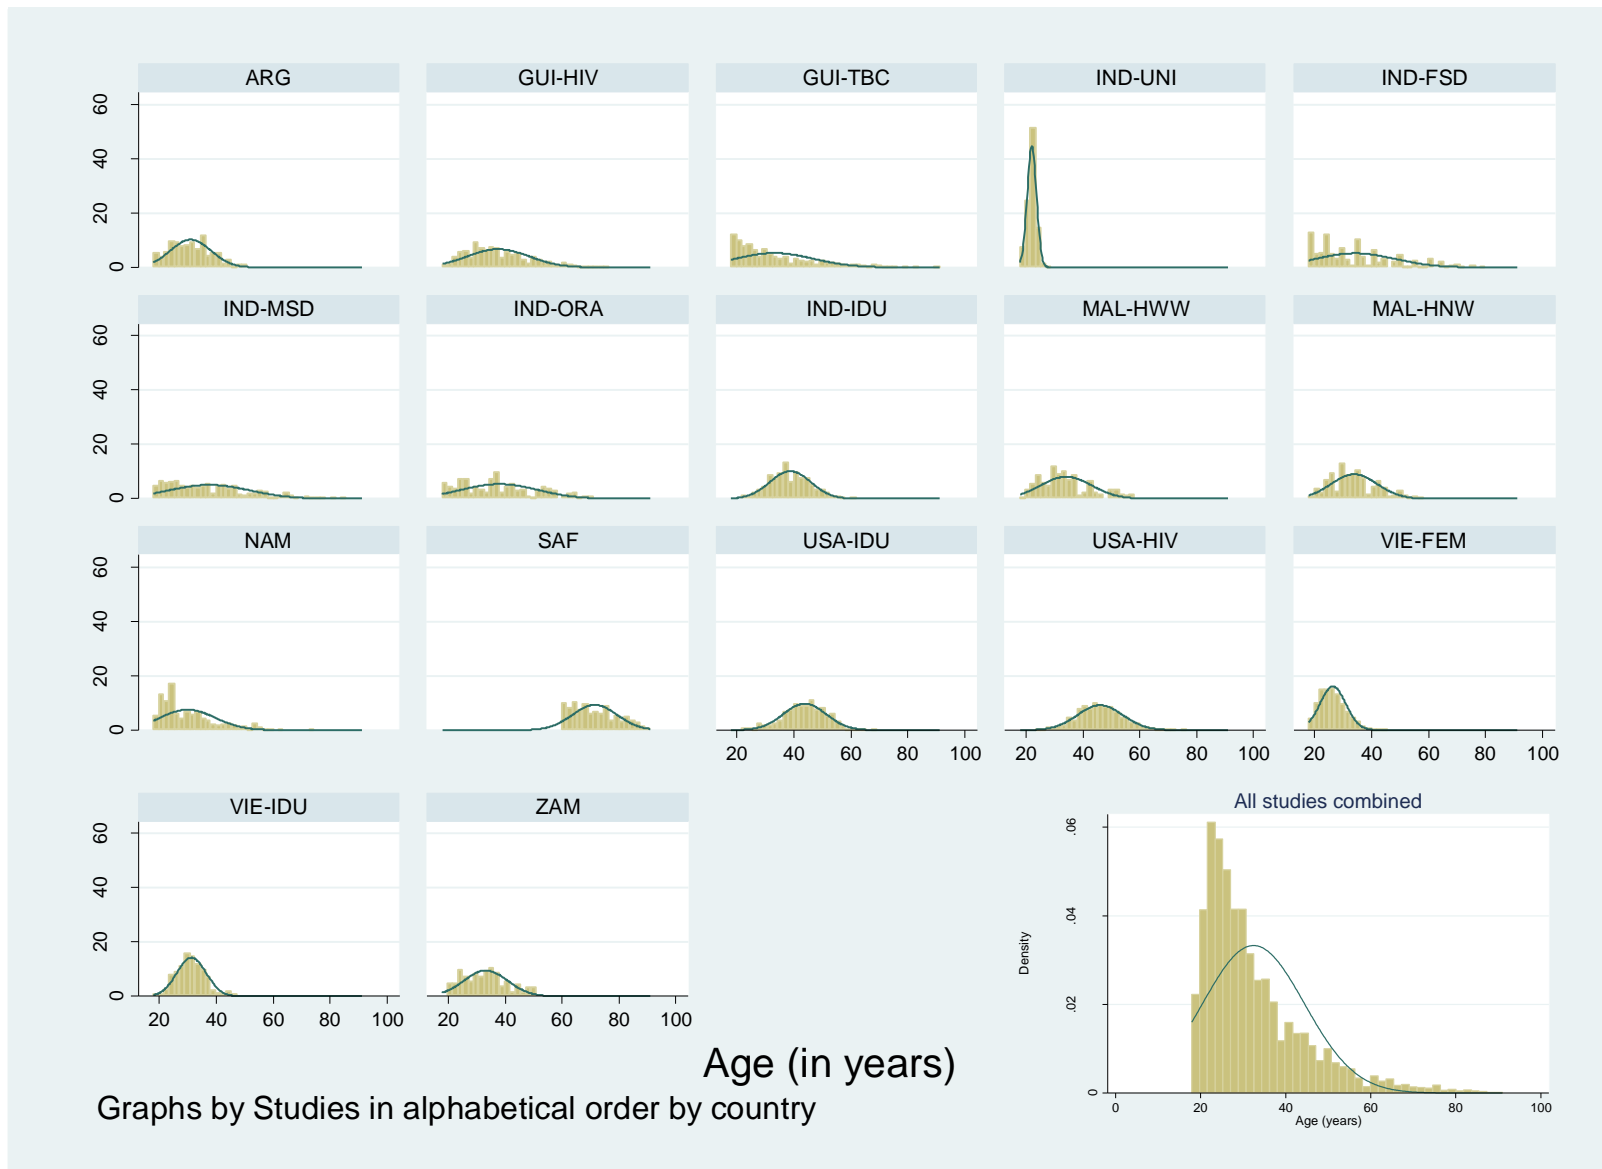 ARG GUI-HIV GUI-TBC IND-UNI IND-FSD
60
40
20
0
IND-MSD IND-ORA IND-IDU MAL-HWW MAL-HNW
60
40
20
0
NAM SAF USA-IDU USA-HIV VIE-FEM
60
40
20
0
20 40 60 80 100 20 40 60 80 100 20 40 60 80 100
VIE-IDU ZAM
60
40
20
0
20 40 60 80 100 20 40 60 80 100
All studies combined
Density
.06
.04
.02
0
0 20 40 60 80 100
Age (years)
Age (in years)
Graphs by Studies in alphabetical order by country